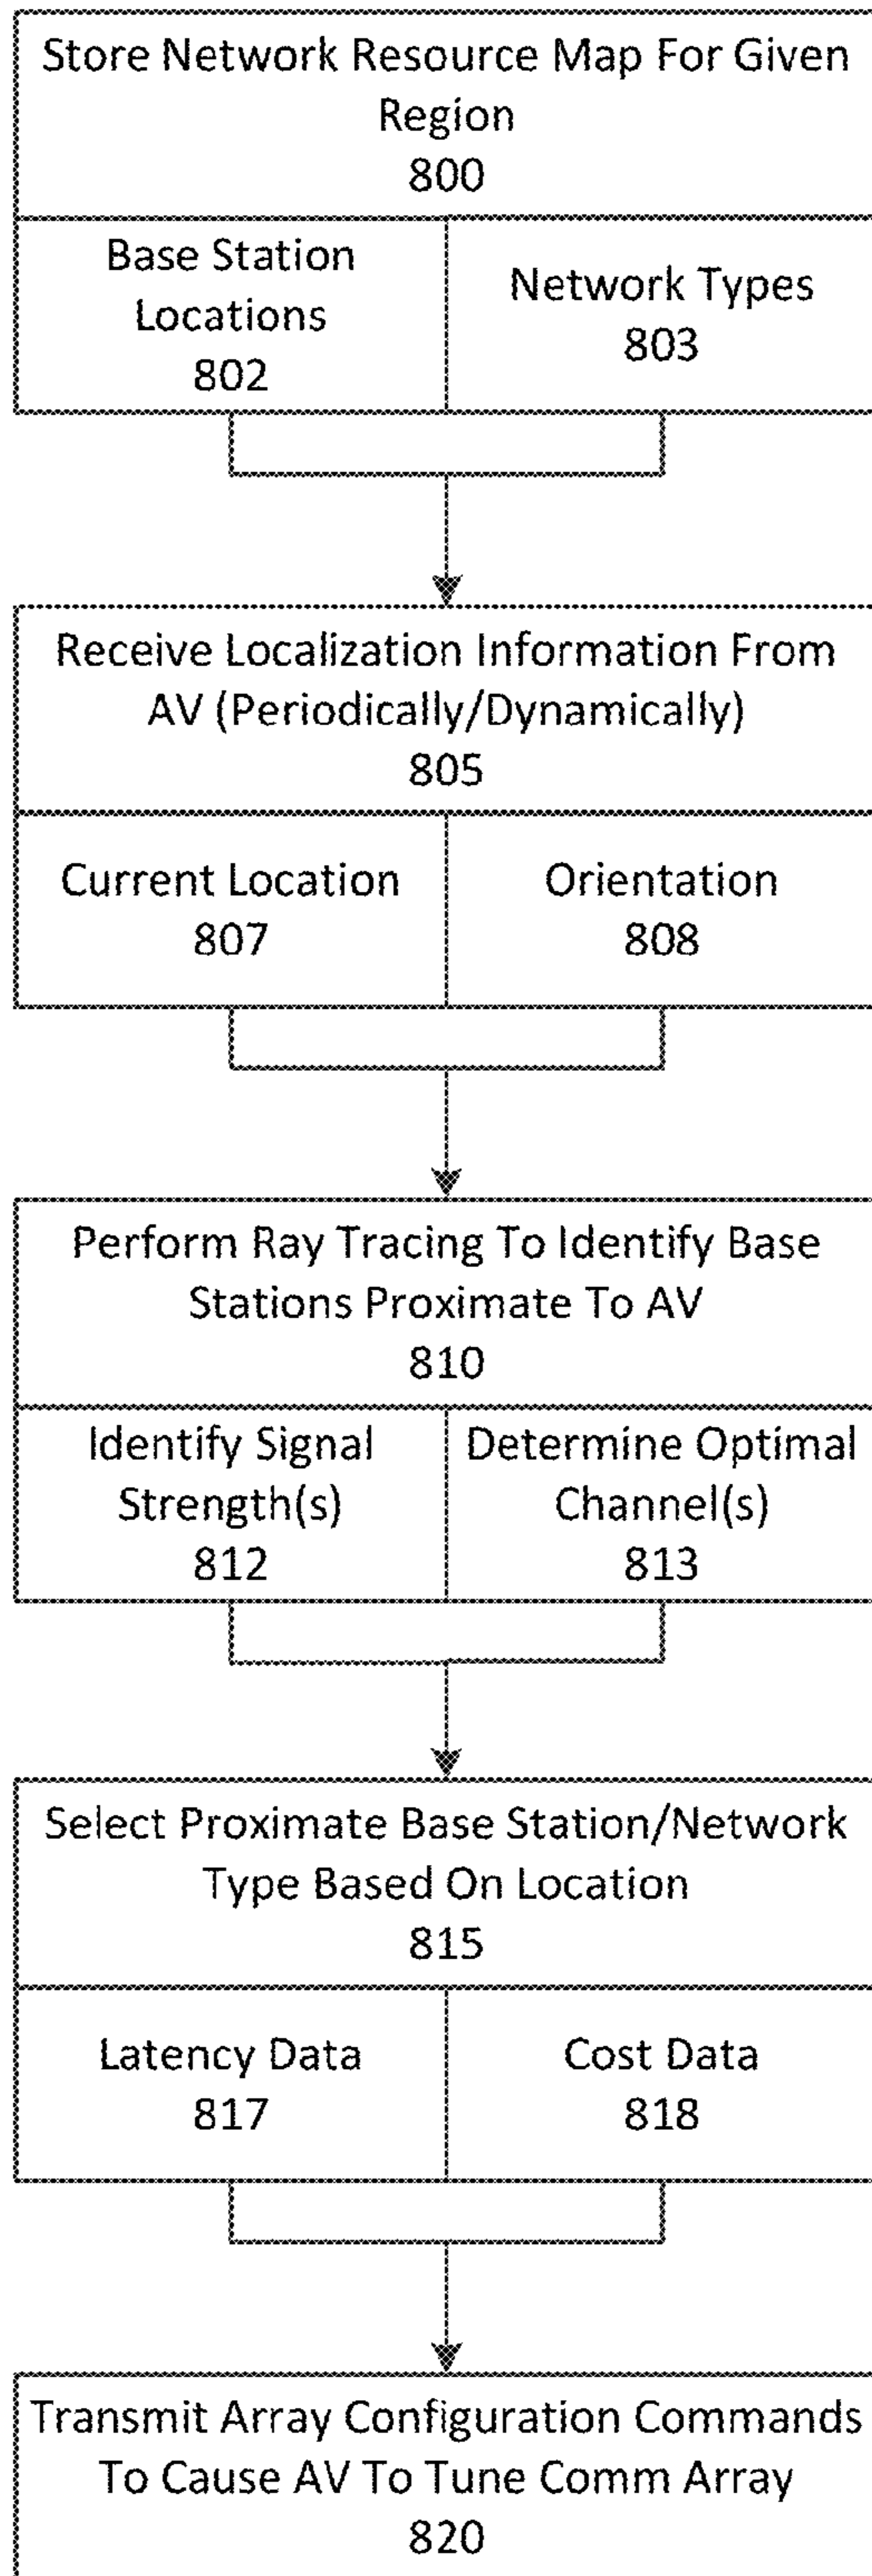 Store Network Resource Map For Given
Region
800
Base Station
Locations
802
Network Types
803
Receive Localization Information From
AV (Periodically/Dynamically)
805
Current Location
807
Orientation
808
Perform Ray Tracing To Identify Base
Stations Proximate To AV
810
Identify Signal
Strength(s)
812
Determine Optimal
Channel(s)
813
Select Proximate Base Station/Network
Type Based On Location
815
Latency Data
817
Cost Data
818
Transmit Array Configuration Commands
To Cause AV To Tune Comm Array
820